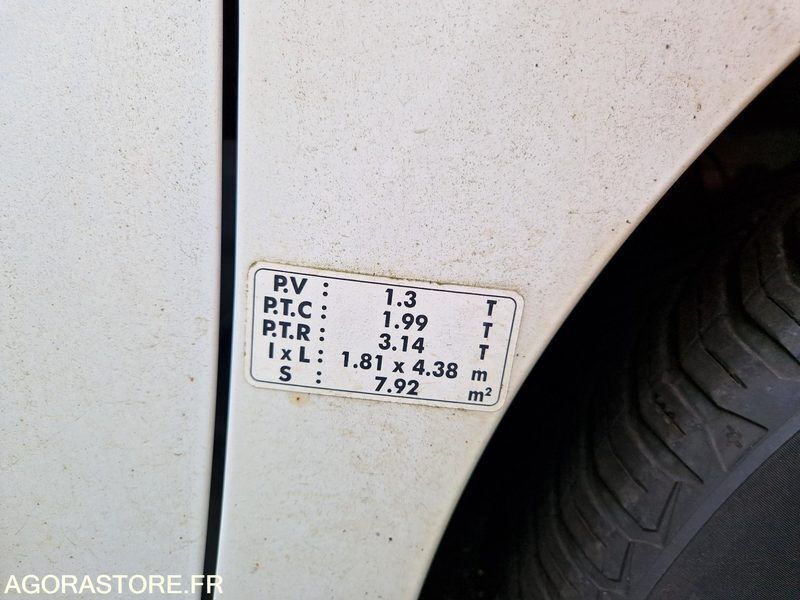 P.V : 1.3 T
P.T.C : 1.99 T
P.T.R : 3.14 T
l x L : 1.81 x 4.38 m
S : 7.92 m²
AGORASTORE.FR